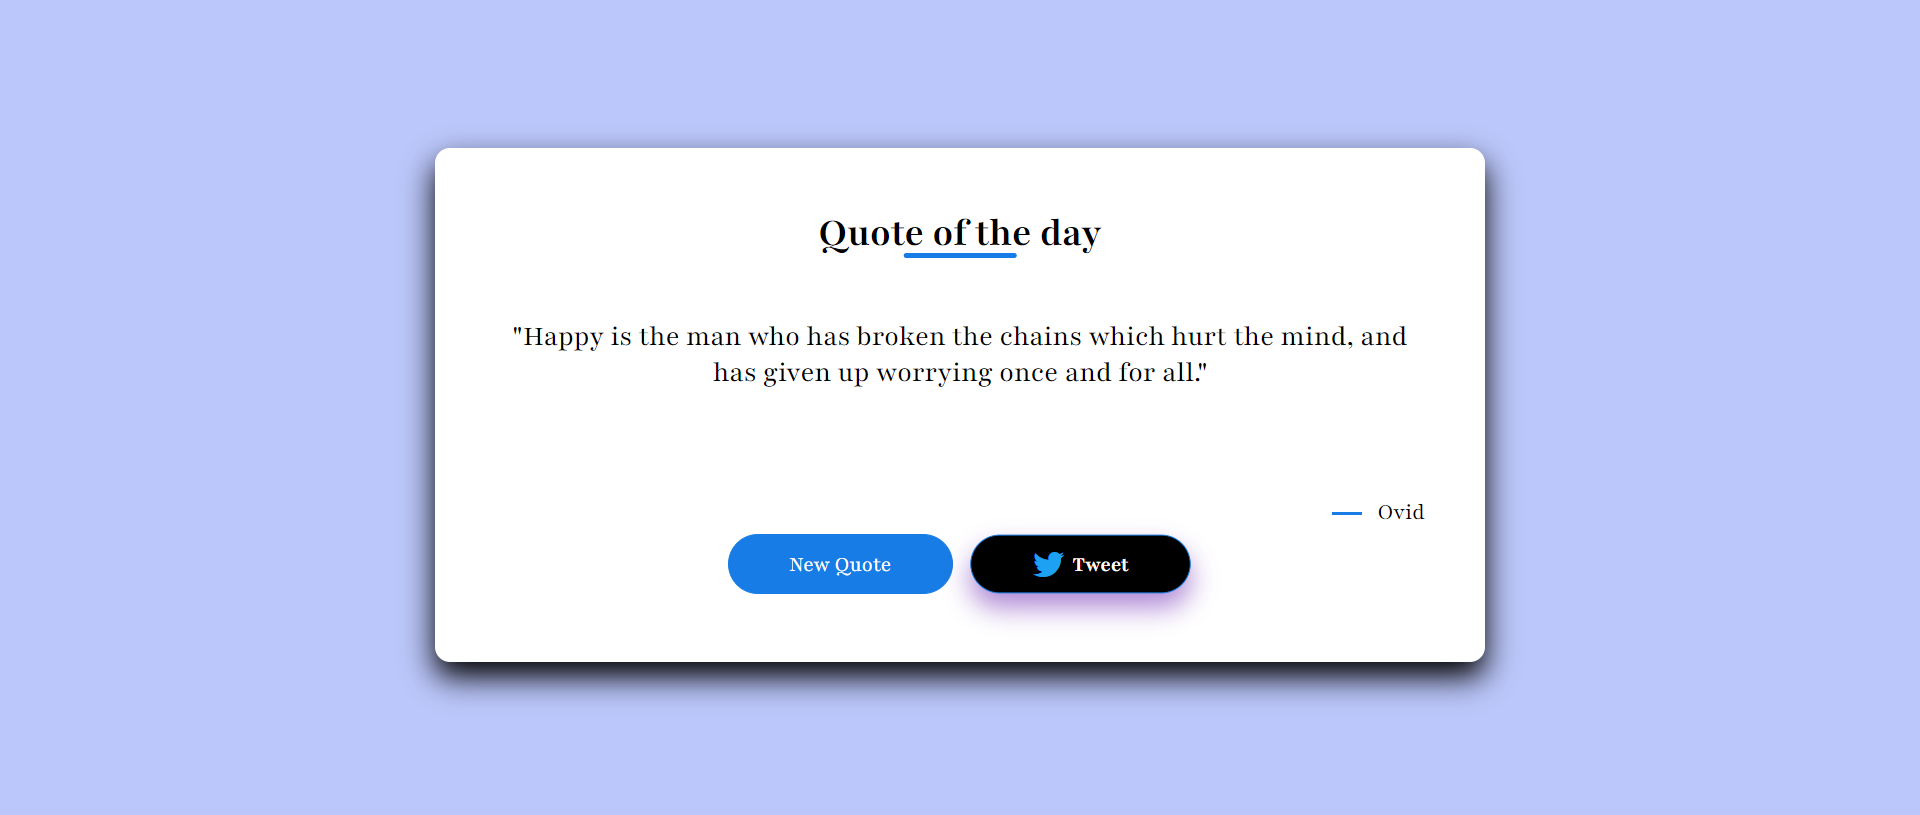 Quote of the day
"Happy is the man who has broken the chains which hurt the mind, and
has given up worrying once and for all."
Ovid
New Quote
Tweet